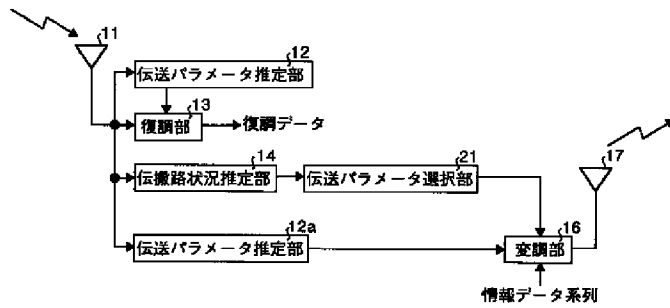 11
12
伝送パラメータ推定部
13
復調部
復調データ
14
伝搬路状況推定部
21
伝送パラメータ選択部
17
12a
伝送パラメータ推定部
16
変調部
情報データ系列